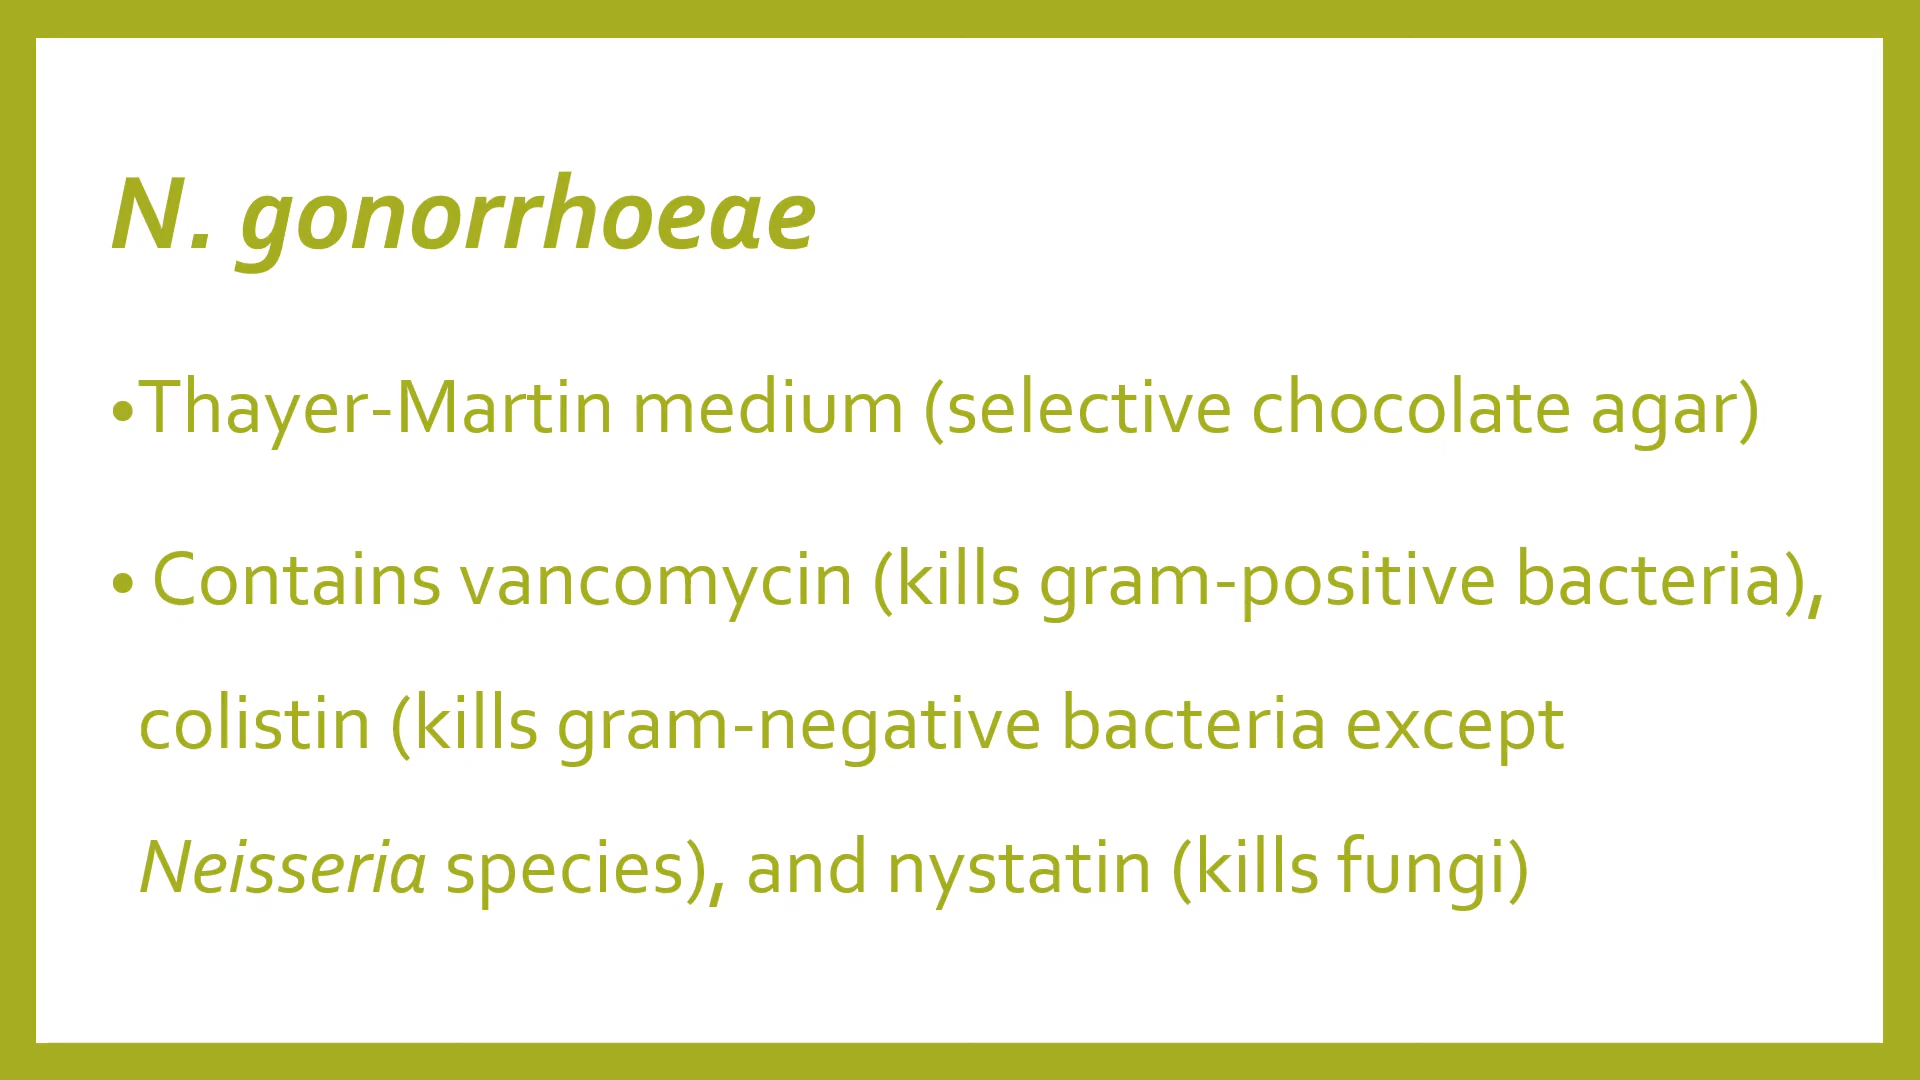 N. gonorrhoeae
•Thayer-Martin medium (selective chocolate agar)
• Contains vancomycin (kills gram-positive bacteria),
colistin (kills gram-negative bacteria except
Neisseria species), and nystatin (kills fungi)